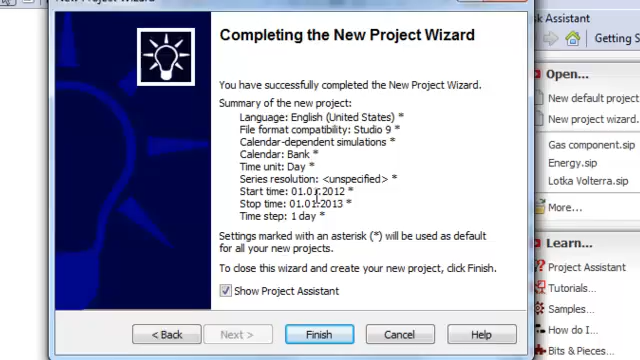 New Project Wizard
Completing the New Project Wizard
You have successfully completed the New Project Wizard.
Summary of the new project:
Language: English (United States) *
File format compatibility: Studio 9 *
Calendar-dependent simulations *
Calendar: Bank *
Time unit: Day *
Series resolution: <unspecified> *
Start time: 01.01.2012 *
Stop time: 01.01.2013 *
Time step: 1 day *
Settings marked with an asterisk (*) will be used as default
for all your new projects.
To close this wizard and create your new project, click Finish.
Show Project Assistant
< Back
Next >
Finish
Cancel
Help
sk Assistant
Getting S
Open...
New default project
New project wizard.
Gas component.sip
Energy.sip
Lotka Volterra.sip
More...
Learn...
Project Assistant
Tutorials...
Samples...
How do I...
Bits & Pieces...